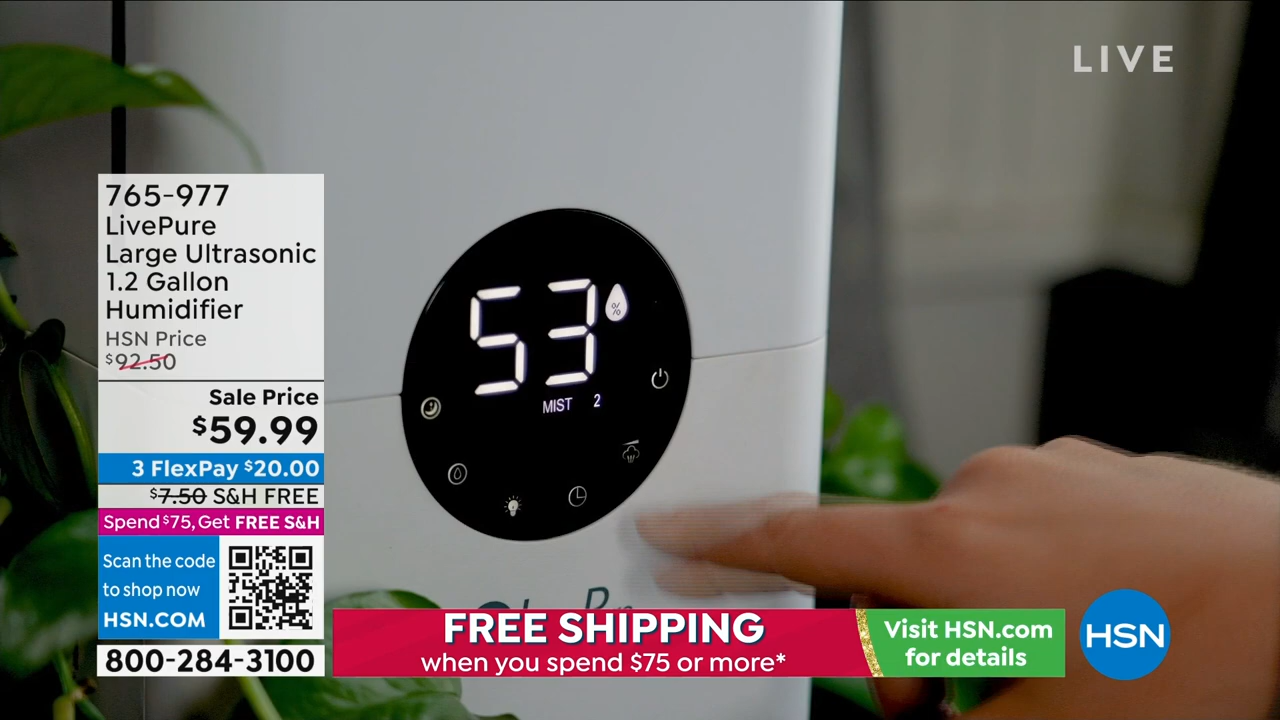 LIVE
765-977
LivePure
Large Ultrasonic
1.2 Gallon
Humidifier
HSN Price
$92.50
Sale Price
$59.99
3 FlexPay $20.00
$7.50 S&H FREE
Spend $75, Get FREE S&H
Scan the code
to shop now
HSN.COM
800-284-3100
53 %
MIST 2
FREE SHIPPING
when you spend $75 or more*
Visit HSN.com
for details
HSN